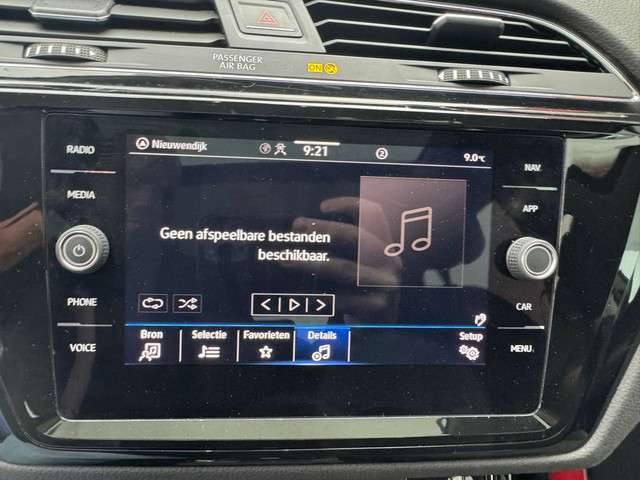 PASSENGER
AIR BAG
ON
RADIO
MEDIA
PHONE
VOICE
Nieuwendijk
9:21
2
9.0°C
Geen afspeelbare bestanden
beschikbaar.
Bron
Selectie
Favorieten
Details
Setup
NAV
APP
CAR
MENU